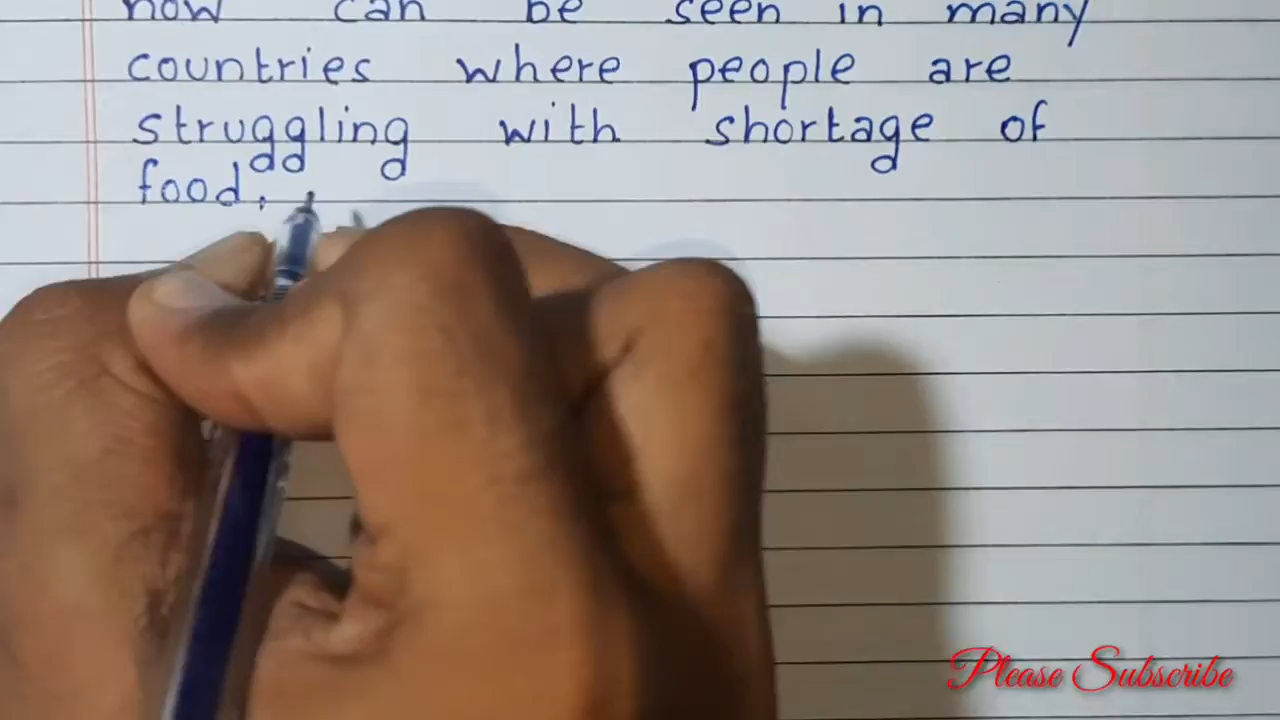 now can be seen in many
countries where people are
struggling with shortage of
food,
Please Subscribe